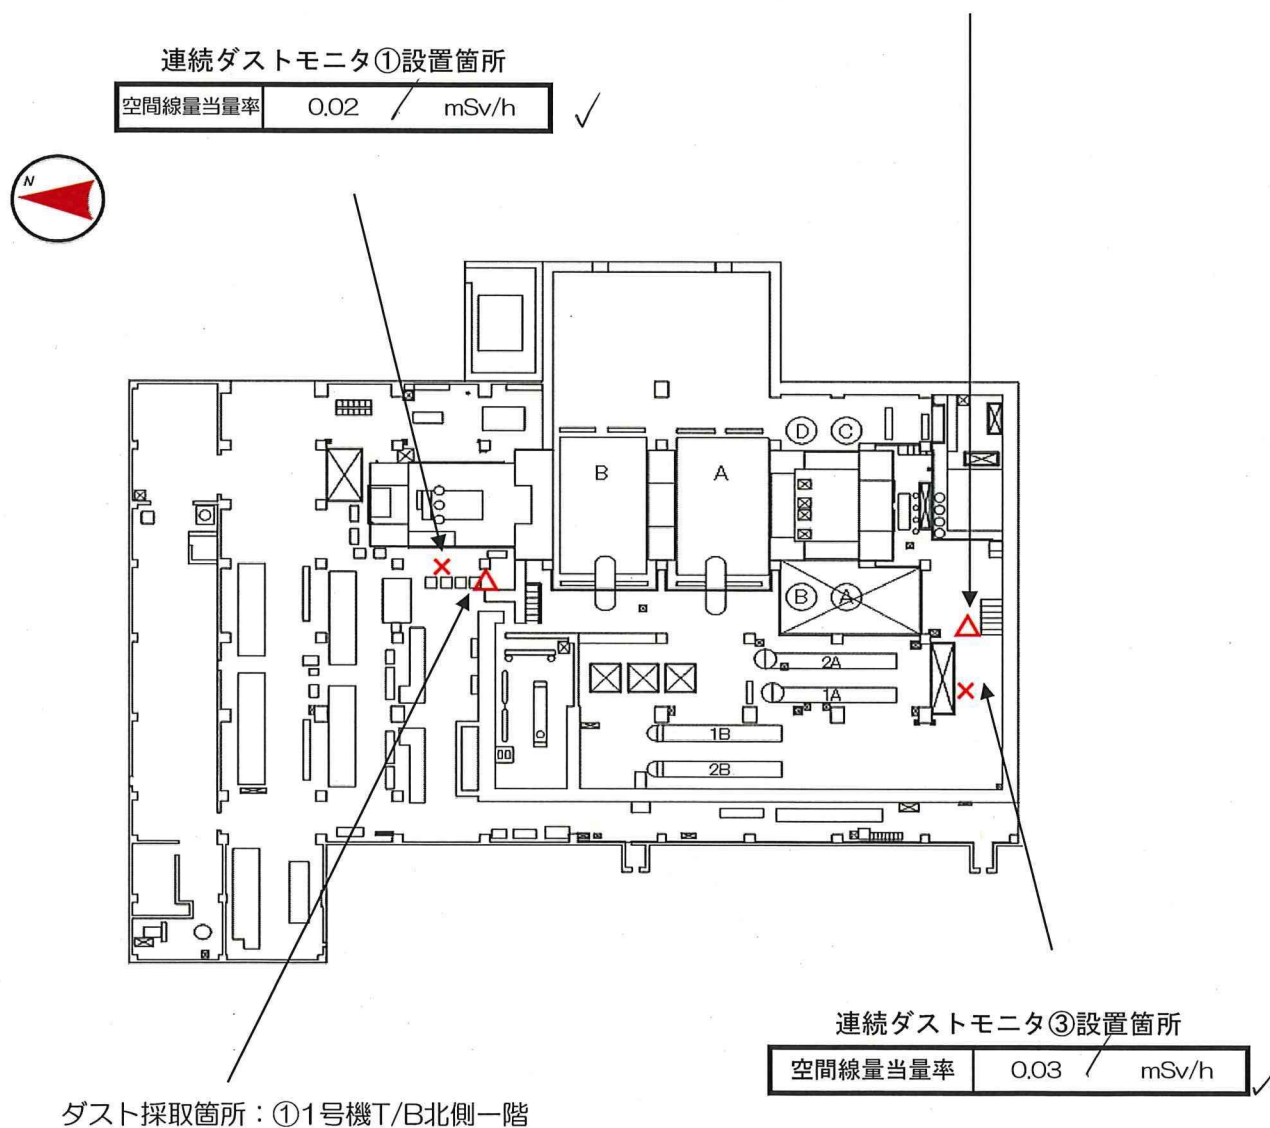 連続ダストモニタ①設置箇所
空間線量当量率 0.02 mSv/h
N
D C
B A
B A
2A
1A
1B
2B
連続ダストモニタ③設置箇所
空間線量当量率 0.03 mSv/h
ダスト採取箇所:①1号機T/B北側一階